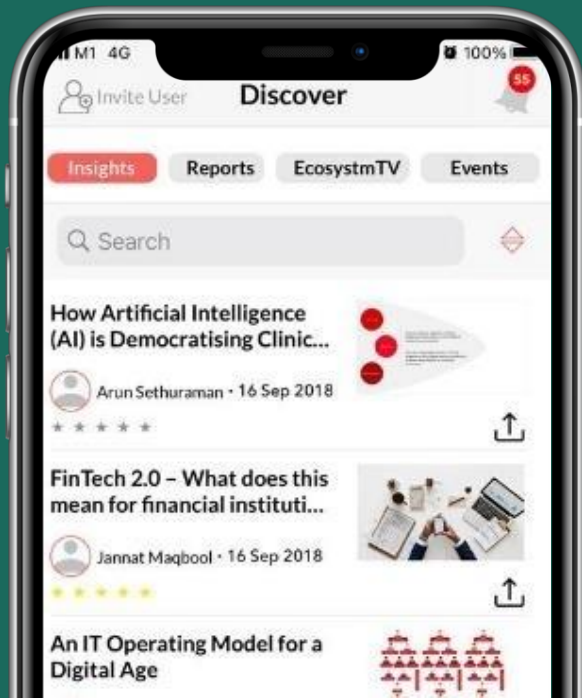 M1 4G
100%
Invite User
Discover
55
Insights
Reports
EcosystmTV
Events
Search
How Artificial Intelligence
(AI) is Democratising Clinic...
Arun Sethuraman · 16 Sep 2018
FinTech 2.0 – What does this
mean for financial instituti...
Jannat Maqbool · 16 Sep 2018
An IT Operating Model for a
Digital Age